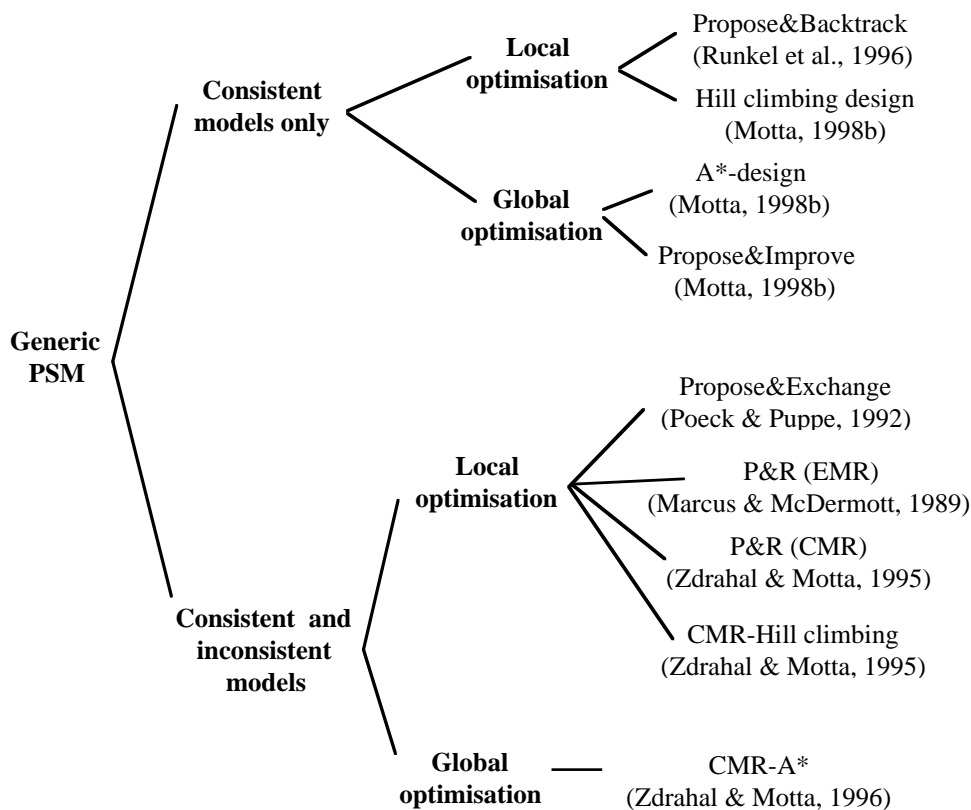 Propose&Backtrack
(Runkel et al., 1996)
Local
optimisation
Hill climbing design
(Motta, 1998b)
Consistent
models only
A*-design
(Motta, 1998b)
Global
optimisation
Propose&Improve
(Motta, 1998b)
Generic
PSM
Propose&Exchange
(Poeck & Puppe, 1992)
Local
optimisation
P&R (EMR)
(Marcus & McDermott, 1989)
P&R (CMR)
(Zdrahal & Motta, 1995)
Consistent and
inconsistent
models
CMR-Hill climbing
(Zdrahal & Motta, 1995)
Global
optimisation
CMR-A*
(Zdrahal & Motta, 1996)